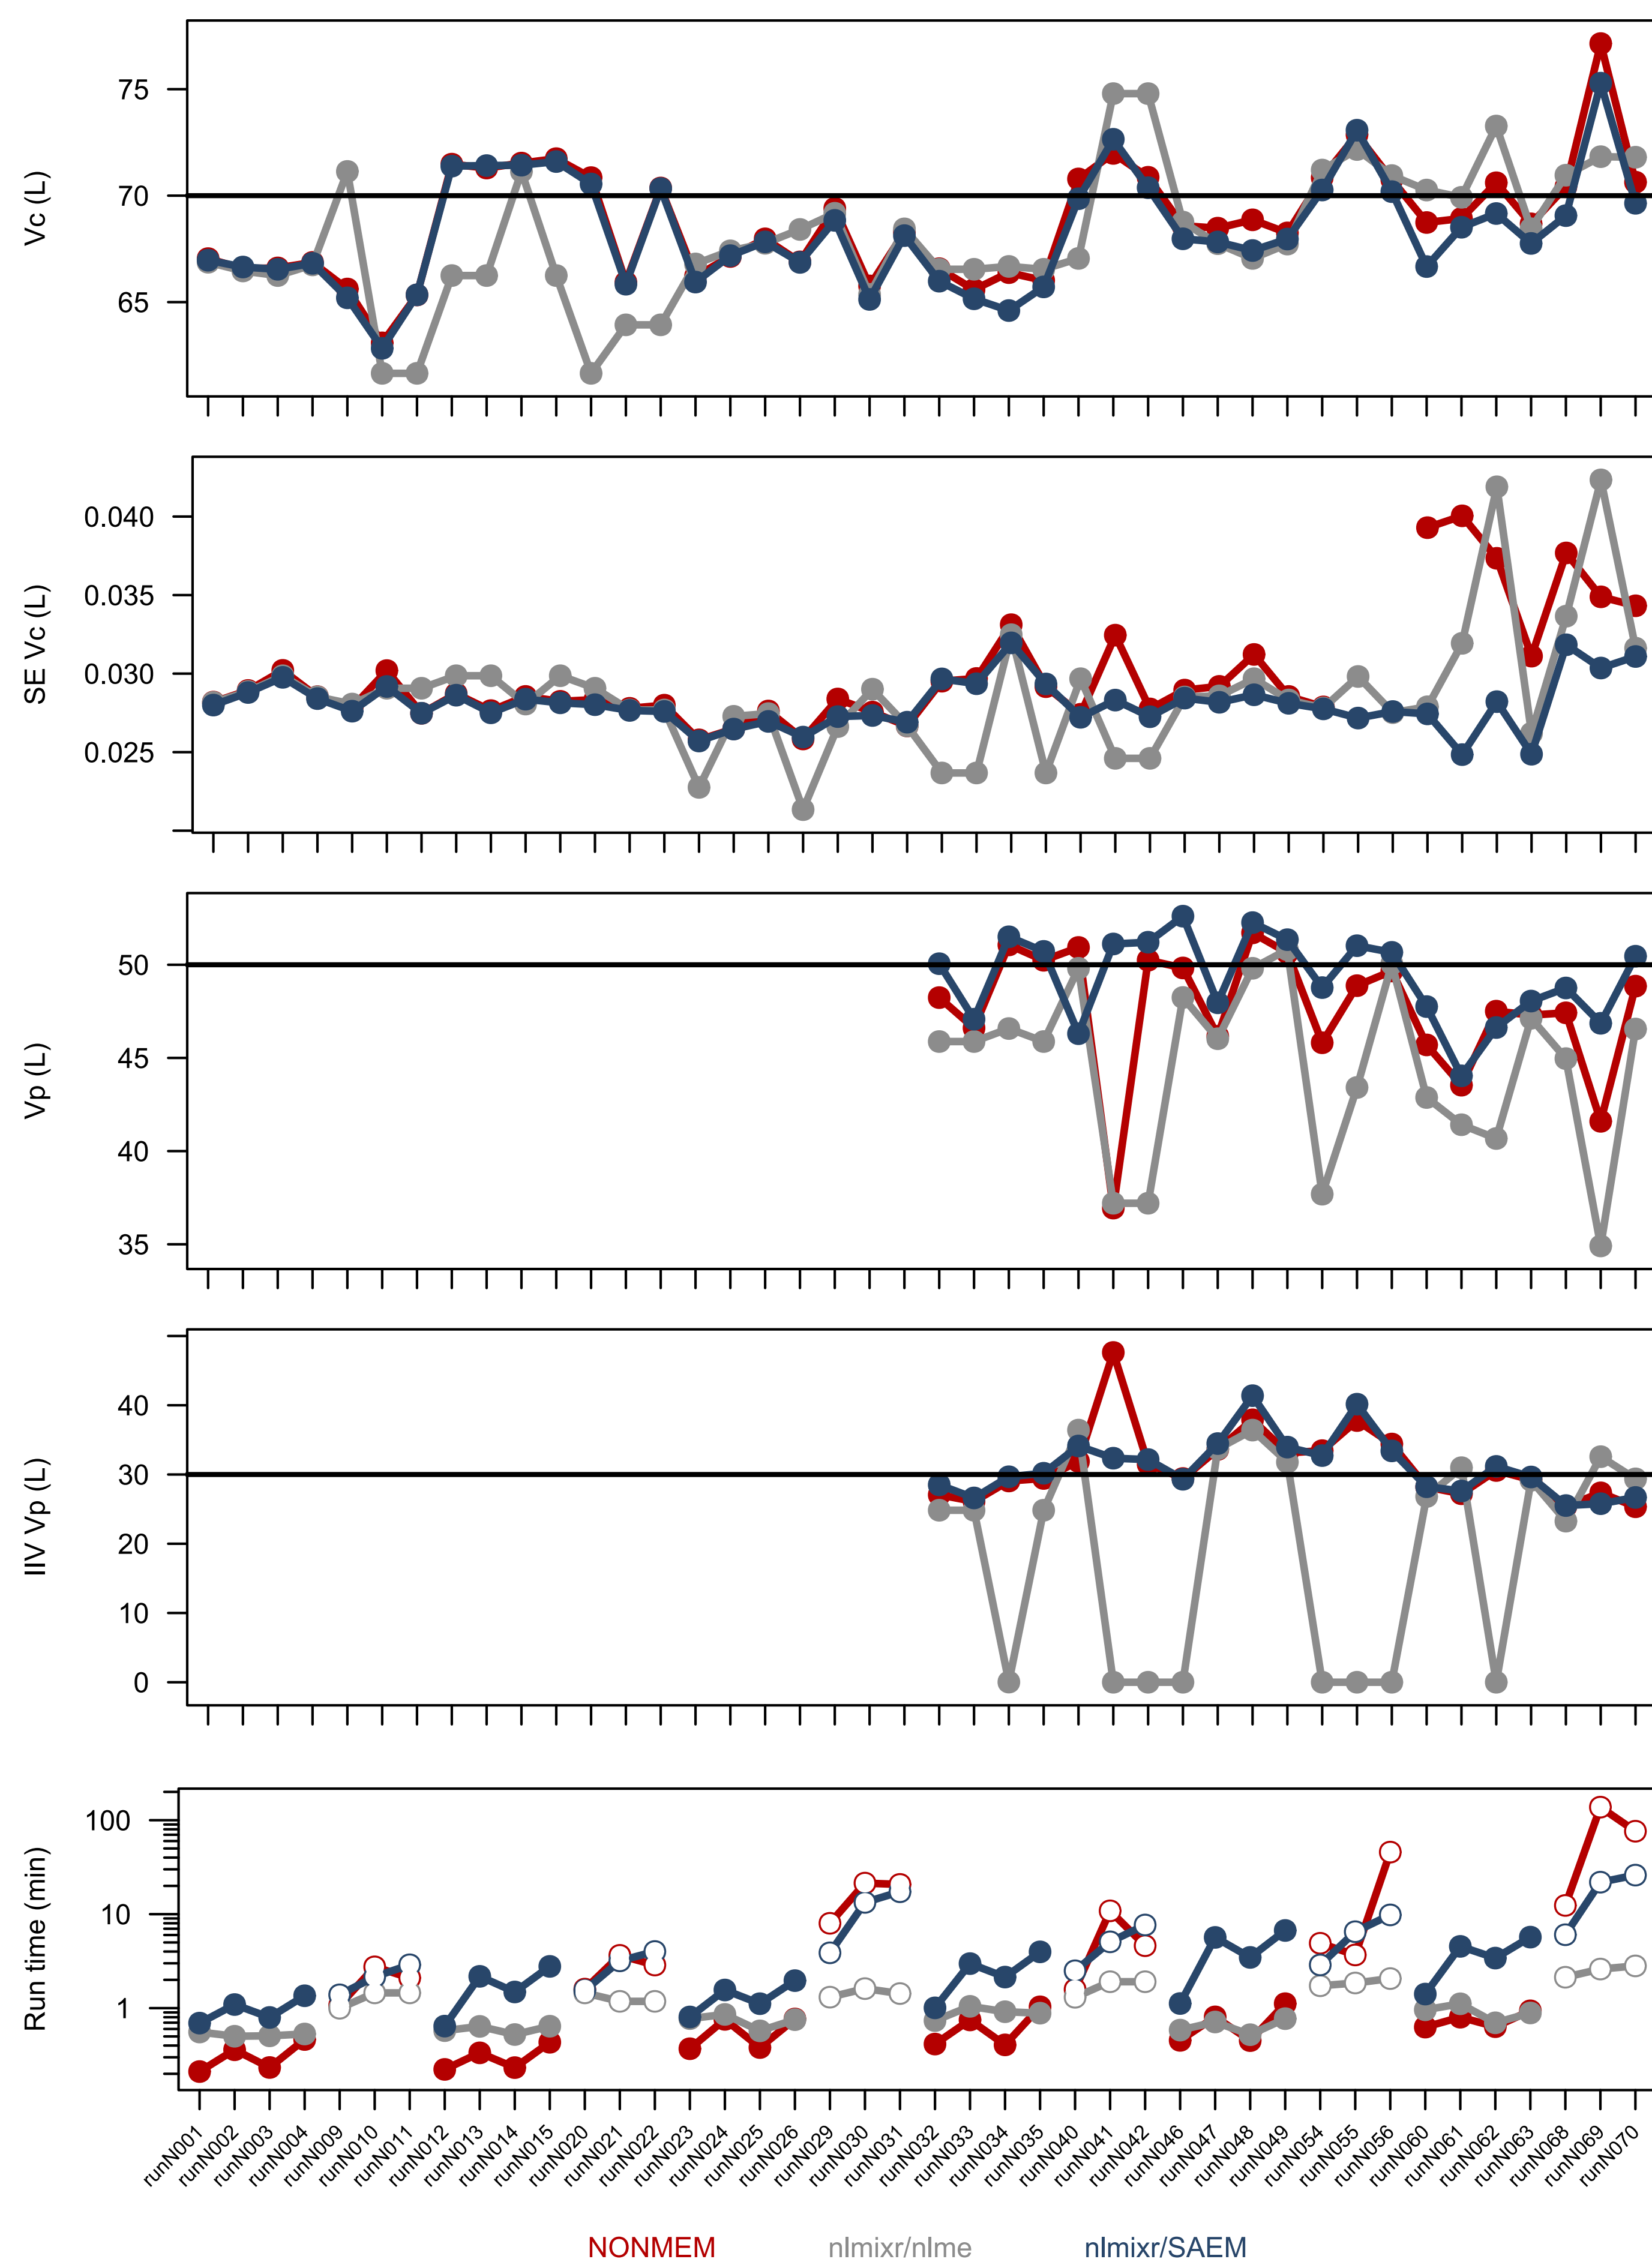 Vc (L)
75
70
65
SE Vc (L)
0.040
0.035
0.030
0.025
Vp (L)
50
45
40
35
IIV Vp (L)
40
30
20
10
0
Run time (min)
100
10
1
runN001
runN002
runN003
runN004
runN009
runN010
runN011
runN012
runN013
runN014
runN015
runN020
runN021
runN022
runN023
runN024
runN025
runN026
runN029
runN030
runN031
runN032
runN033
runN034
runN035
runN040
runN041
runN042
runN046
runN047
runN048
runN049
runN054
runN055
runN056
runN060
runN061
runN062
runN063
runN068
runN069
runN070
NONMEM nlmixr/nlme nlmixr/SAEM